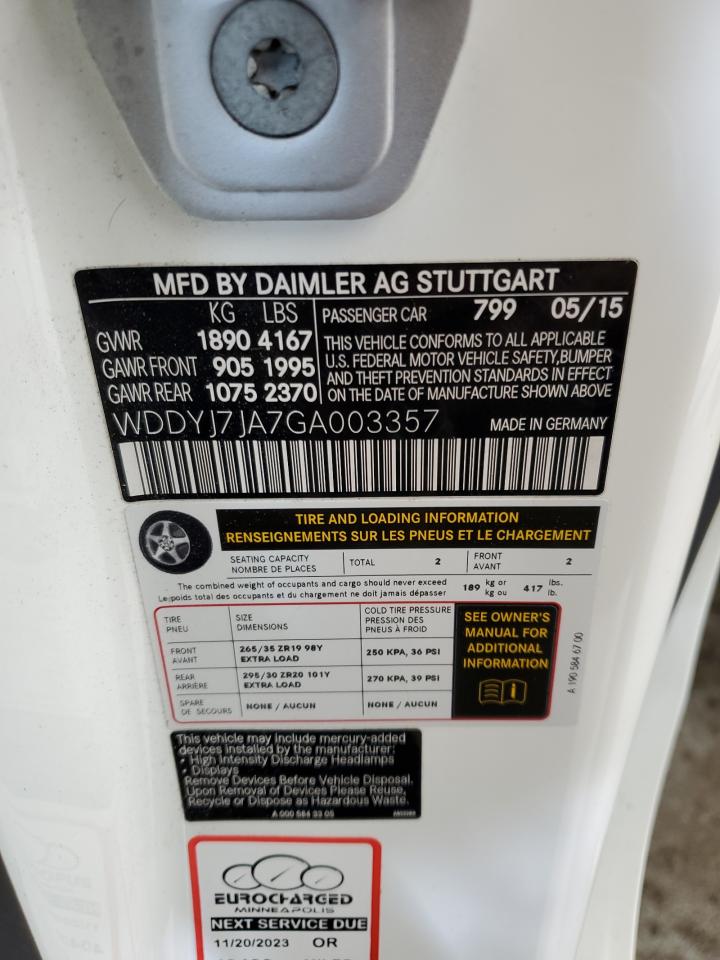 MFD BY DAIMLER AG STUTTGART
KG LBS
GVWR 1890 4167
GAWR FRONT 905 1995
GAWR REAR 1075 2370
PASSENGER CAR 799 05/15
THIS VEHICLE CONFORMS TO ALL APPLICABLE
U.S. FEDERAL MOTOR VEHICLE SAFETY, BUMPER
AND THEFT PREVENTION STANDARDS IN EFFECT
ON THE DATE OF MANUFACTURE SHOWN ABOVE
WDDYJ7JA7GA003357 MADE IN GERMANY
TIRE AND LOADING INFORMATION
RENSEIGNEMENTS SUR LES PNEUS ET LE CHARGEMENT
SEATING CAPACITY
NOMBRE DE PLACES
TOTAL 2
FRONT
AVANT
2
The combined weight of occupants and cargo should never exceed
Le poids total des occupants et du chargement ne doit jamais dépasser
189 kg or
kg ou
417 lbs.
lb.
TIRE
PNEU
SIZE
DIMENSIONS
COLD TIRE PRESSURE
PRESSION DES
PNEUS À FROID
FRONT
AVANT
265/35 ZR19 98Y
EXTRA LOAD
250 KPA, 36 PSI
REAR
ARRIÈRE
295/30 ZR20 101Y
EXTRA LOAD
270 KPA, 39 PSI
SPARE
DE SECOURS
NONE / AUCUN
NONE / AUCUN
SEE OWNER'S
MANUAL FOR
ADDITIONAL
INFORMATION
A 190 584 67 00
This vehicle may include mercury-added
devices installed by the manufacturer:
• High Intensity Discharge Headlamps
• Displays
Remove Devices Before Vehicle Disposal.
Upon Removal of Devices Please Reuse,
Recycle or Dispose as Hazardous Waste.
A 000 584 33 05
EUROCHARGED
MINNEAPOLIS
NEXT SERVICE DUE
11/20/2023 OR